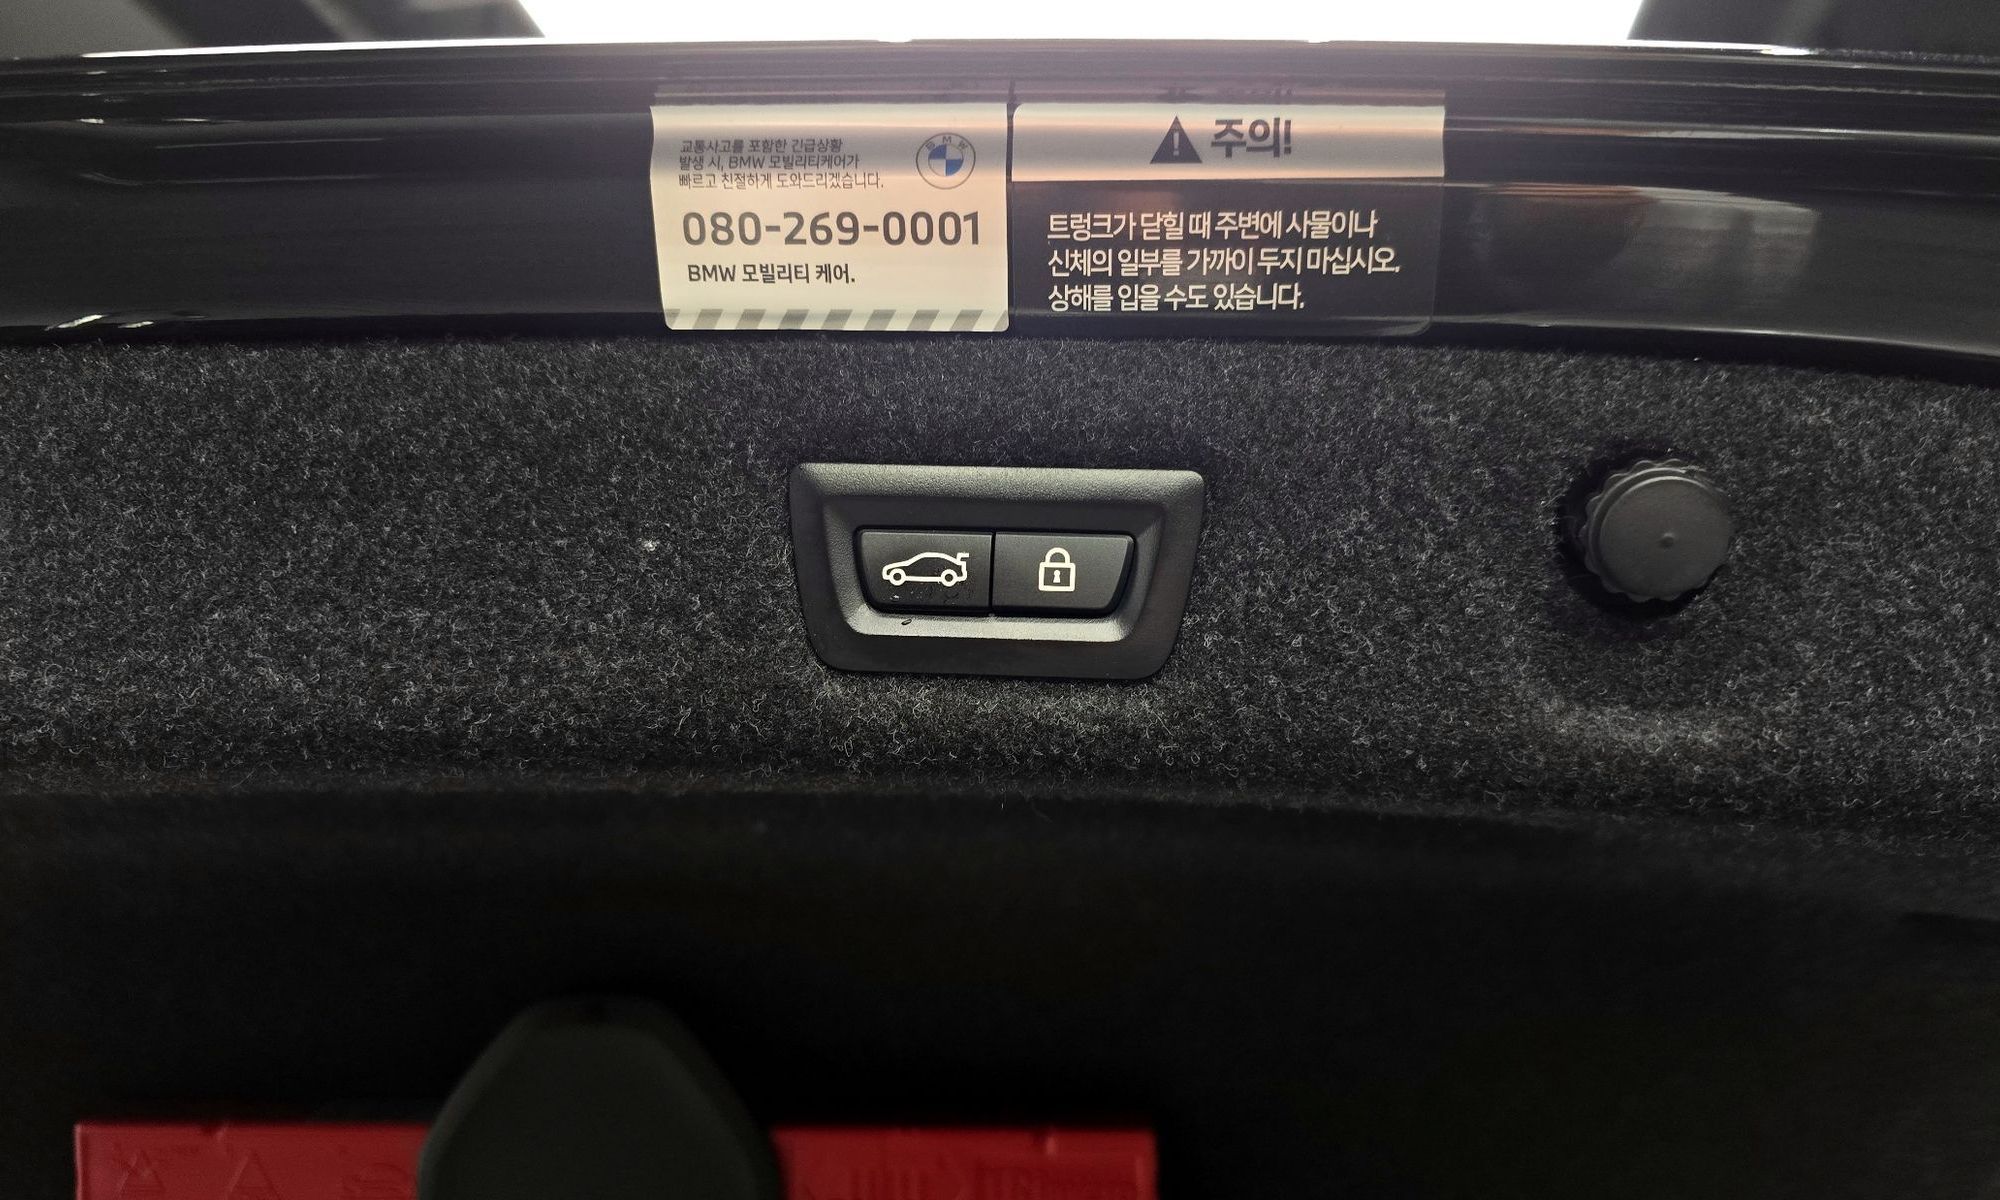 교통사고를 포함한 긴급상황
발생 시, BMW 모빌리티케어가
빠르고 친절하게 도와드리겠습니다.
BMW
080-269-0001
BMW 모빌리티 케어.
주의!
트렁크가 닫힐 때 주변에 사물이나
신체의 일부를 가까이 두지 마십시오.
상해를 입을 수도 있습니다.